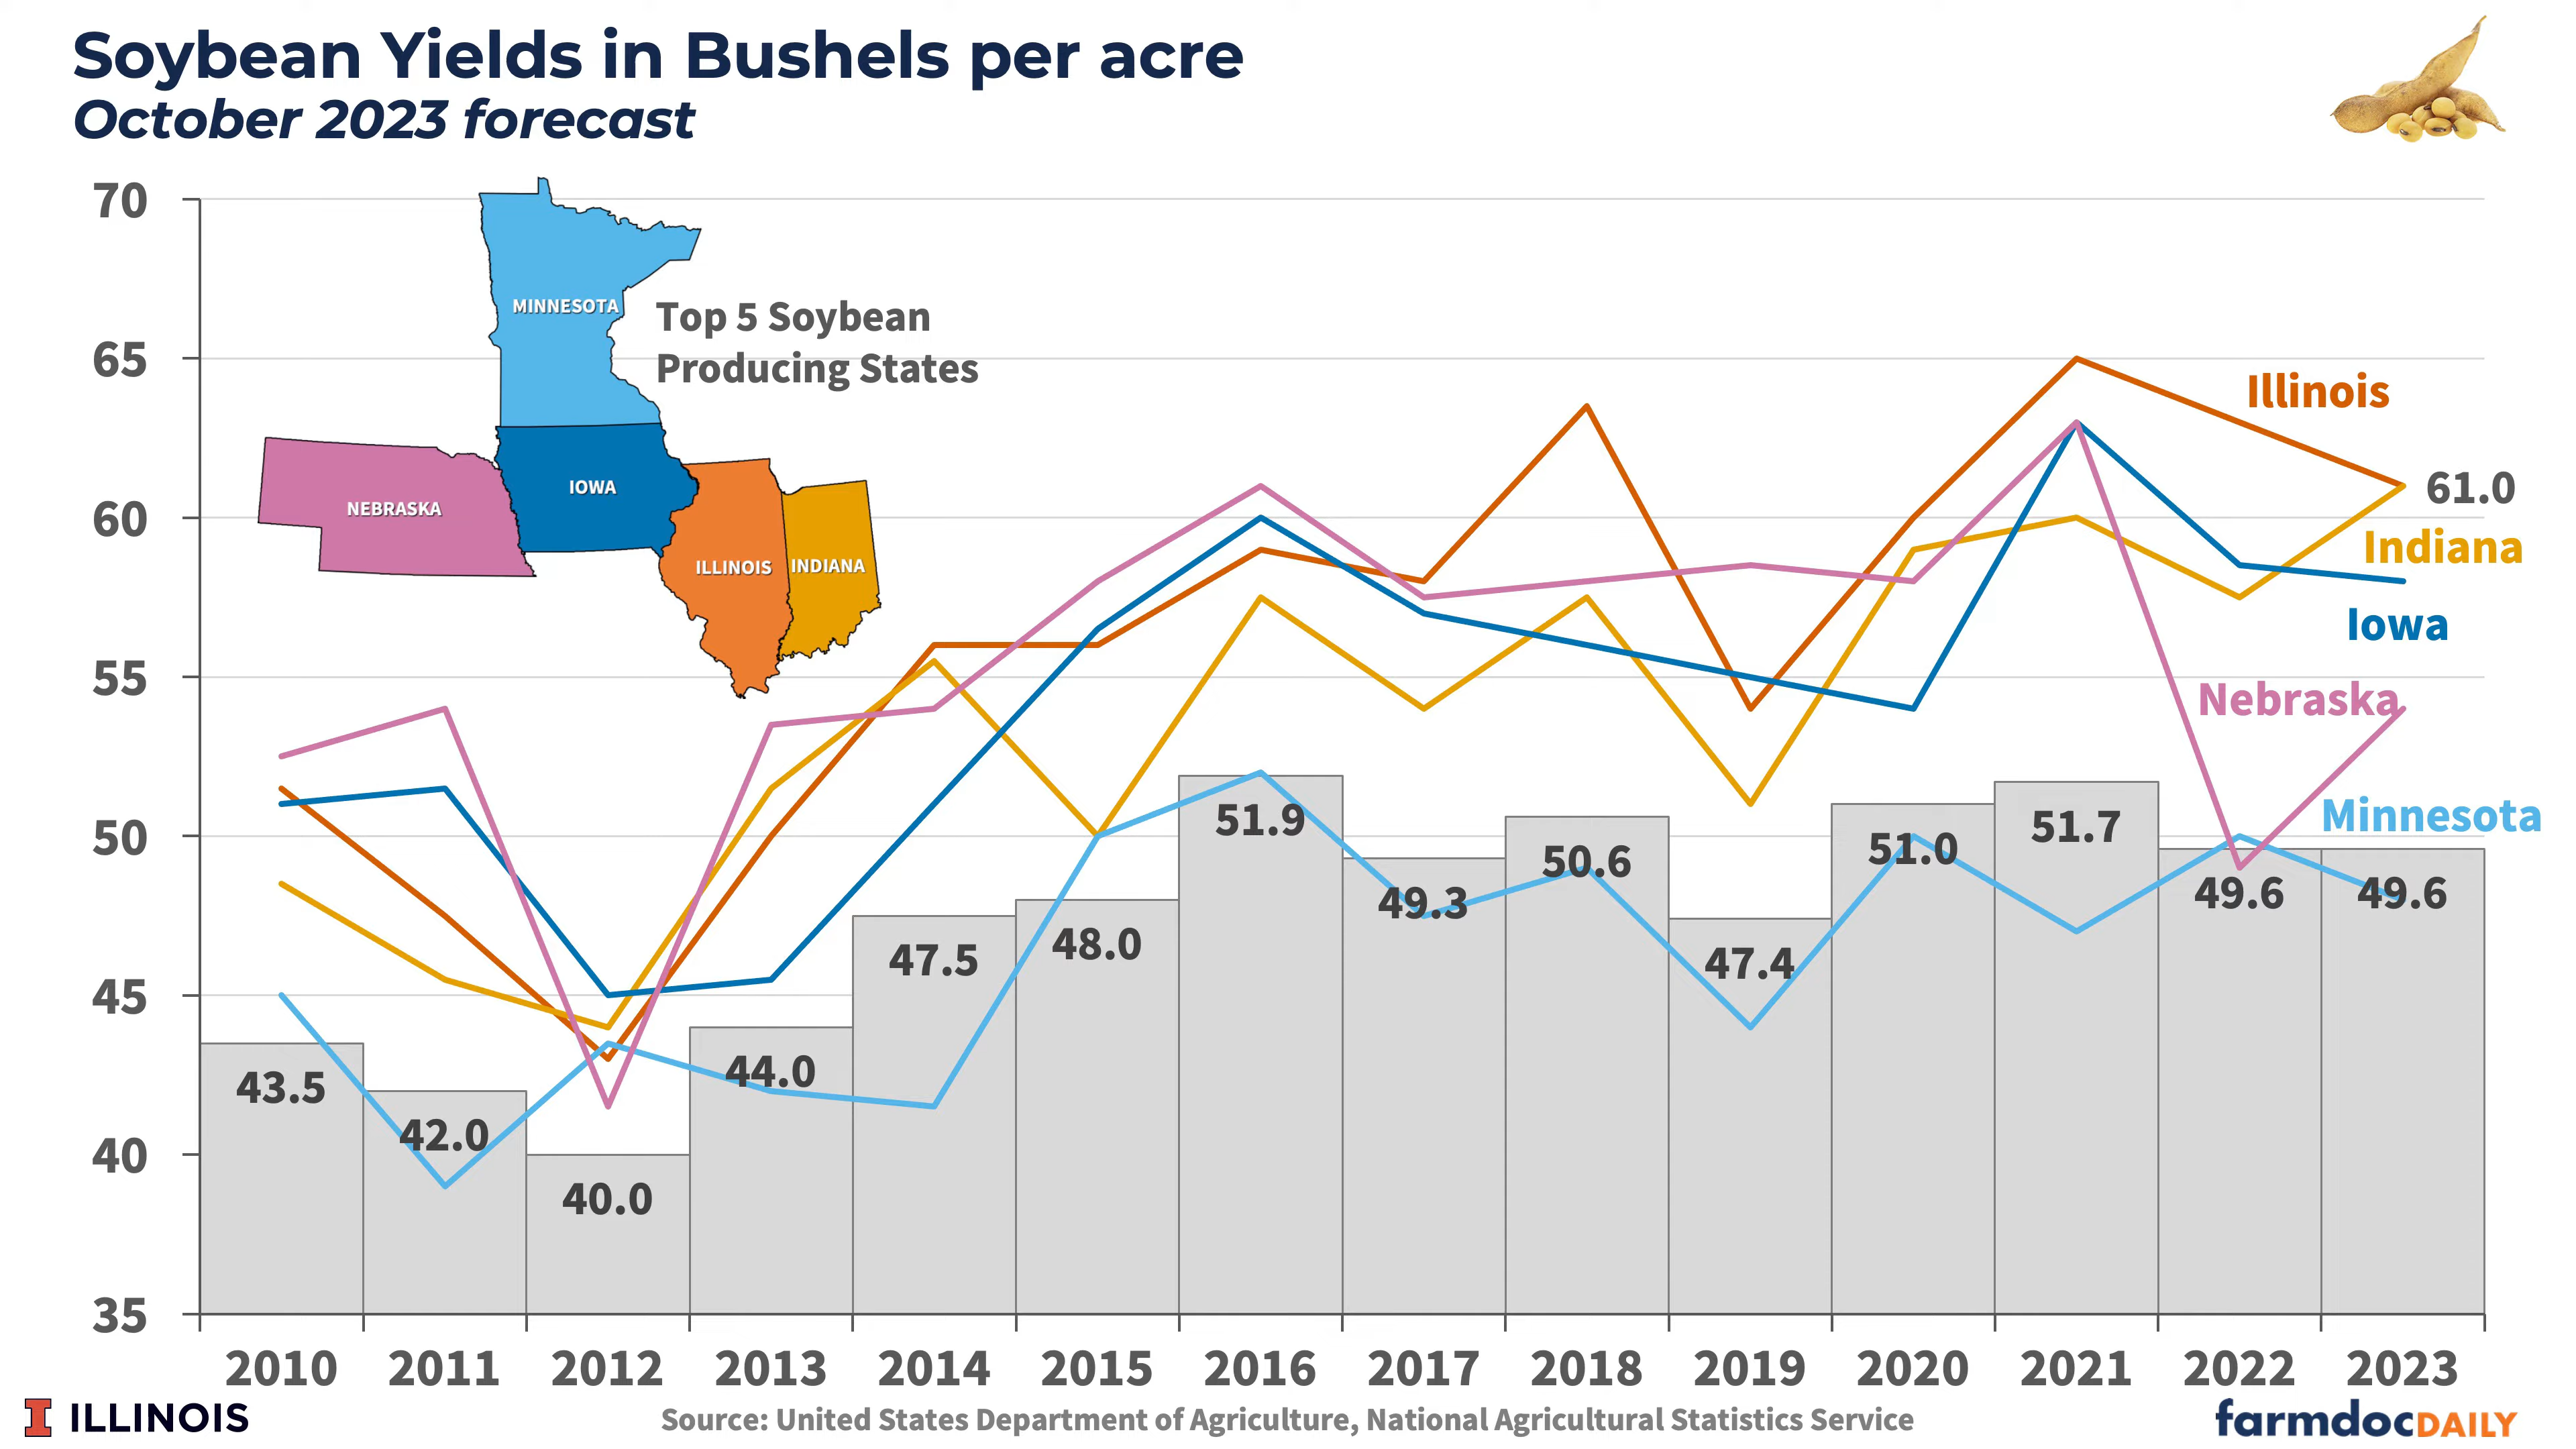 Soybean Yields in Bushels per acre
October 2023 forecast
70
65
60
55
50
45
40
35
MINNESOTA
Top 5 Soybean
Producing States
NEBRASKA
IOWA
ILLINOIS
INDIANA
Illinois
61.0
Indiana
Iowa
Nebraska
Minnesota
43.5
42.0
40.0
44.0
47.5
48.0
51.9
49.3
50.6
47.4
51.0
51.7
49.6
49.6
2010 2011 2012 2013 2014 2015 2016 2017 2018 2019 2020 2021 2022 2023
I ILLINOIS
Source: United States Department of Agriculture, National Agricultural Statistics Service
farmdocDAILY